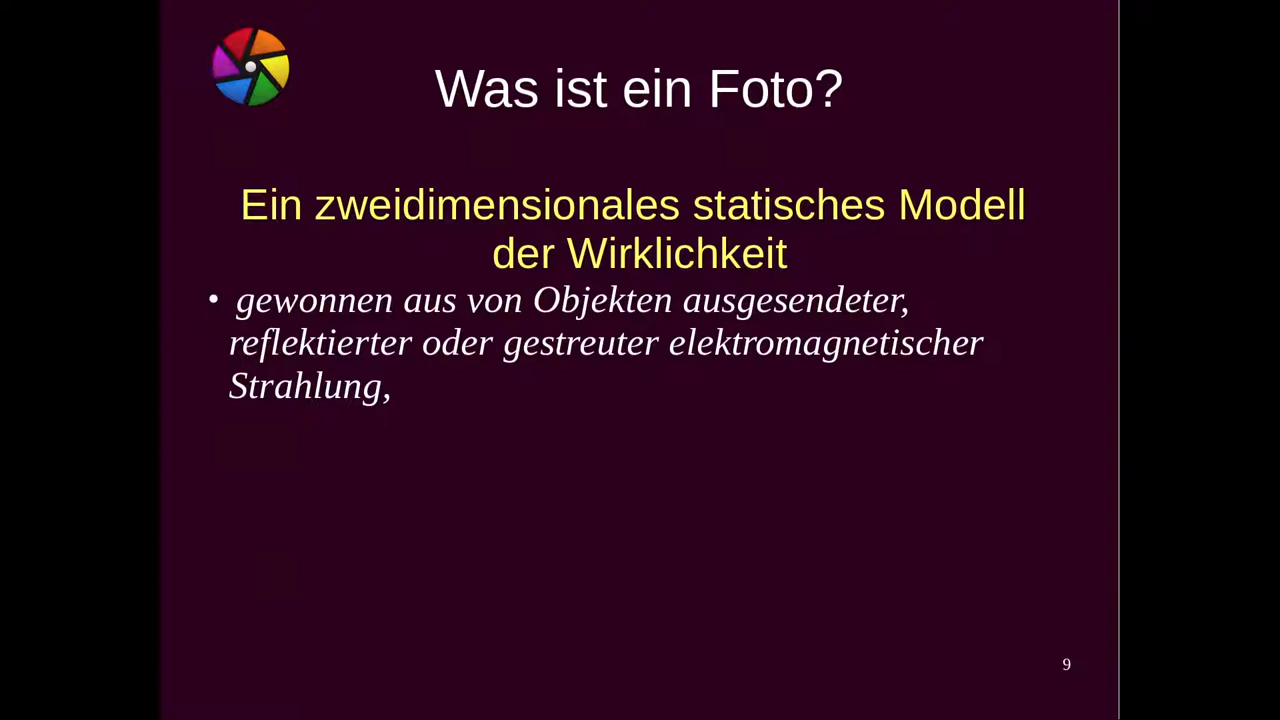 Was ist ein Foto?
Ein zweidimensionales statisches Modell
der Wirklichkeit
• gewonnen aus von Objekten ausgesendeter,
reflektierter oder gestreuter elektromagnetischer
Strahlung,
9